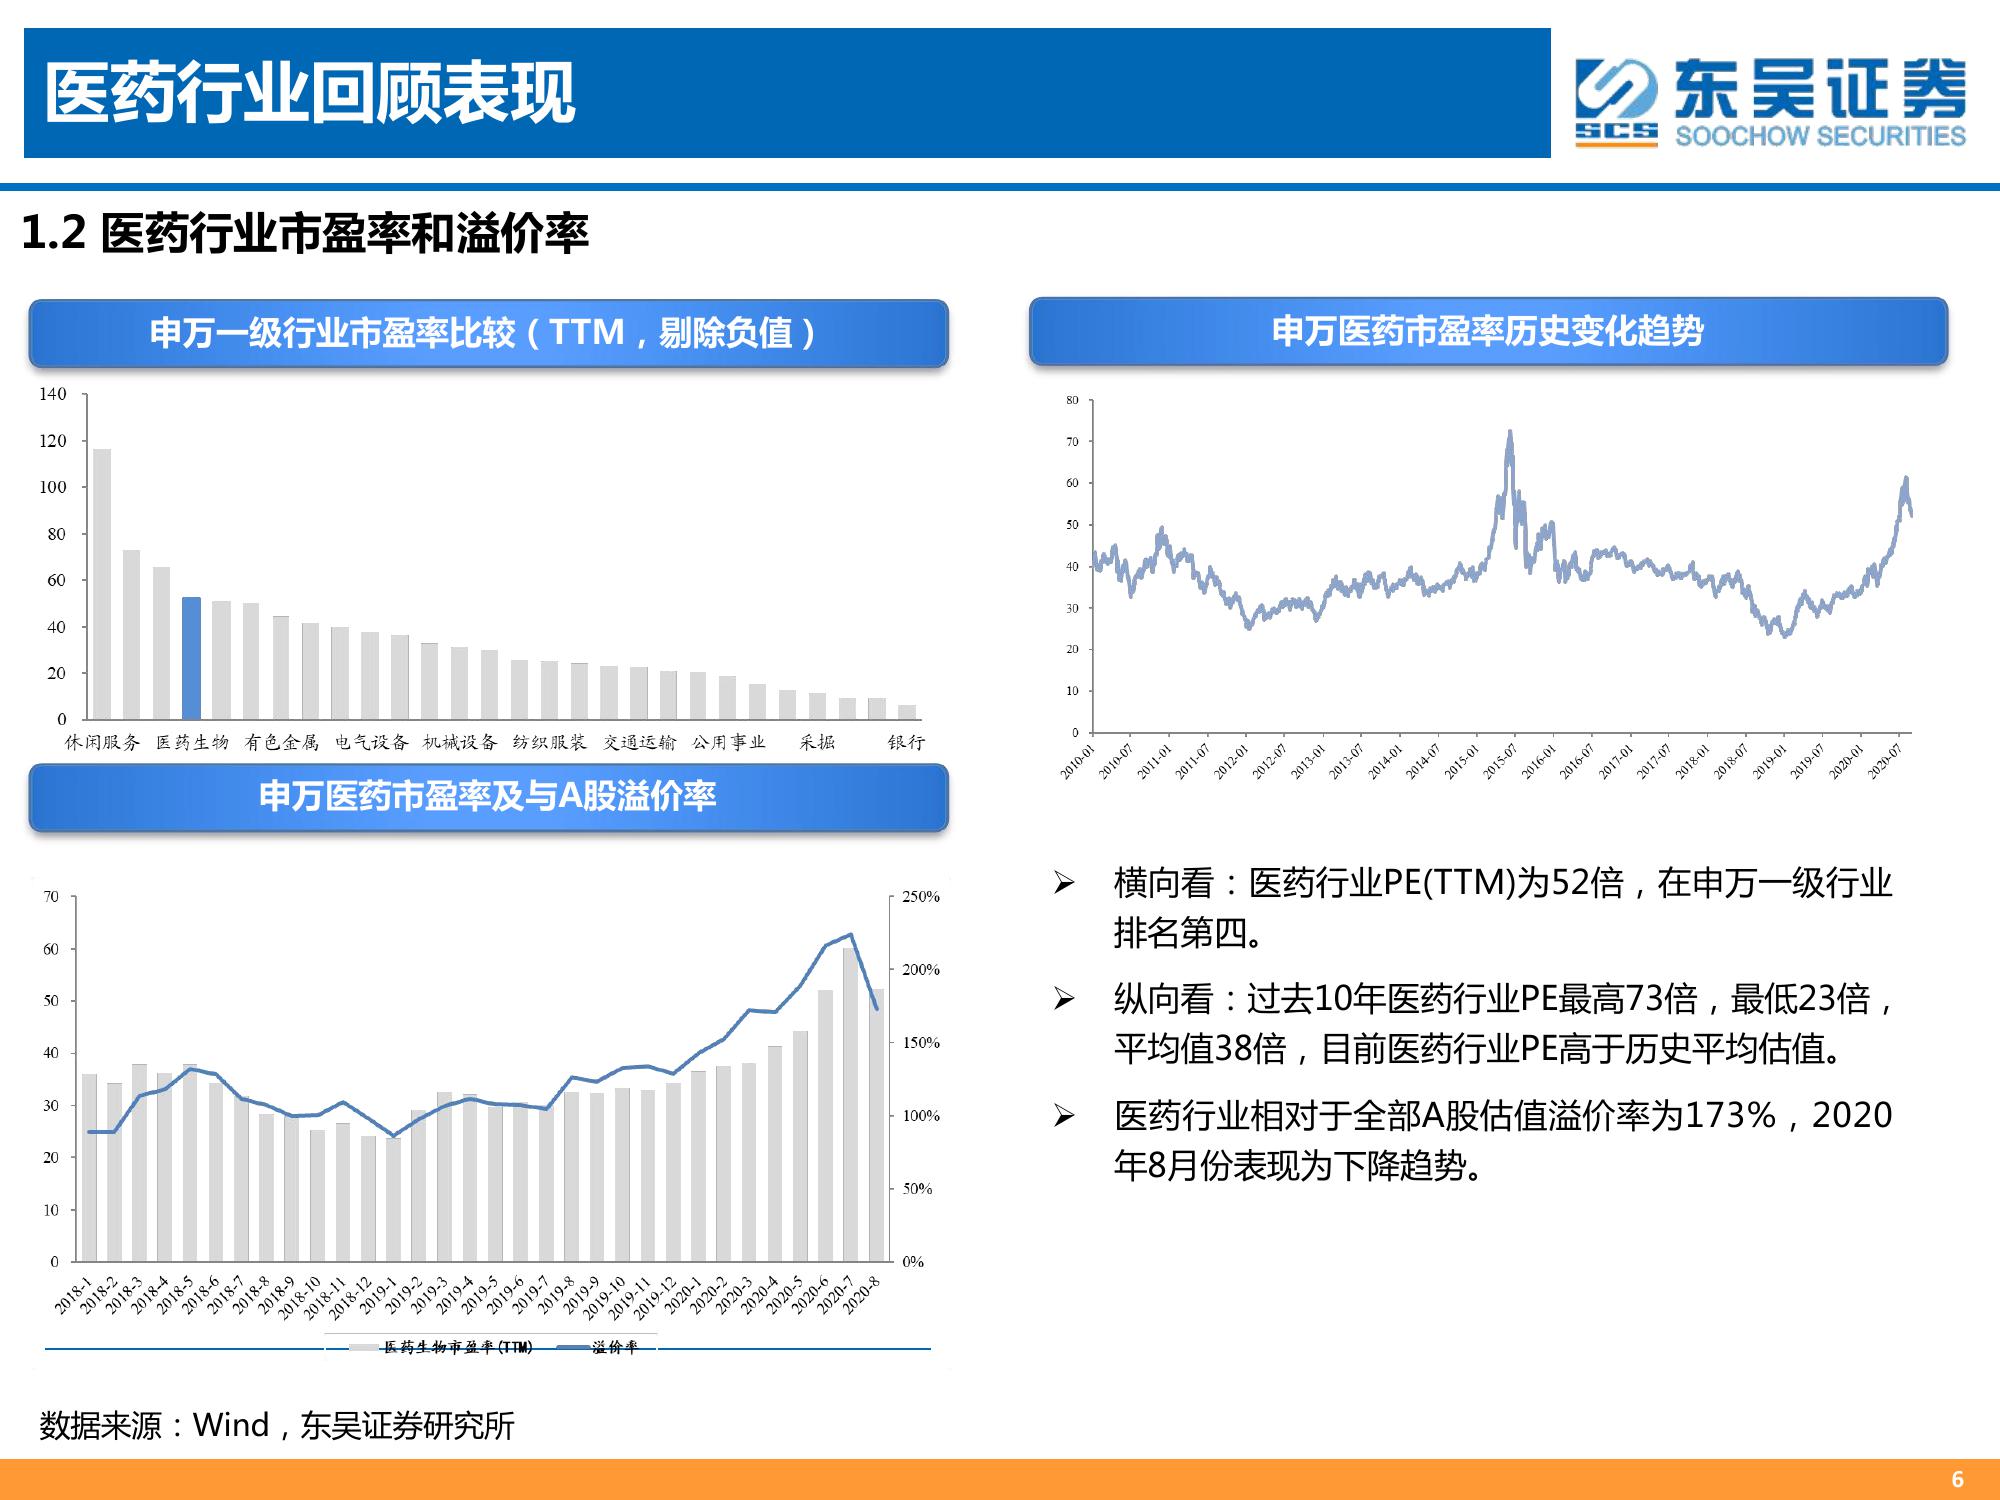 医药行业回顾表现
东吴证券
SCS
SOOCHOW SECURITIES
1.2 医药行业市盈率和溢价率
申万一级行业市盈率比较（TTM，剔除负值）
140
120
100
80
60
40
20
0
休闲服务 医药生物 有色金属 电气设备 机械设备 纺织服装 交通运输 公用事业 采掘 银行
申万医药市盈率历史变化趋势
80
70
60
50
40
30
20
10
0
2010-01 2010-07 2011-01 2011-07 2012-01 2012-07 2013-01 2013-07 2014-01 2014-07 2015-01 2015-07 2016-01 2016-07 2017-01 2017-07 2018-01 2018-07 2019-01 2019-07 2020-01 2020-07
申万医药市盈率及与A股溢价率
70
60
50
40
30
20
10
0
250%
200%
150%
100%
50%
0%
2018-1 2018-2 2018-3 2018-4 2018-5 2018-6 2018-7 2018-8 2018-9 2018-10 2018-11 2018-12 2019-1 2019-2 2019-3 2019-4 2019-5 2019-6 2019-7 2019-8 2019-9 2019-10 2019-11 2019-12 2020-1 2020-2 2020-3 2020-4 2020-5 2020-6 2020-7 2020-8
医药生物市盈率(TTM) 溢价率
➢ 横向看：医药行业PE(TTM)为52倍，在申万一级行业
排名第四。
➢ 纵向看：过去10年医药行业PE最高73倍，最低23倍，
平均值38倍，目前医药行业PE高于历史平均估值。
➢ 医药行业相对于全部A股估值溢价率为173%，2020
年8月份表现为下降趋势。
数据来源：Wind，东吴证券研究所
6